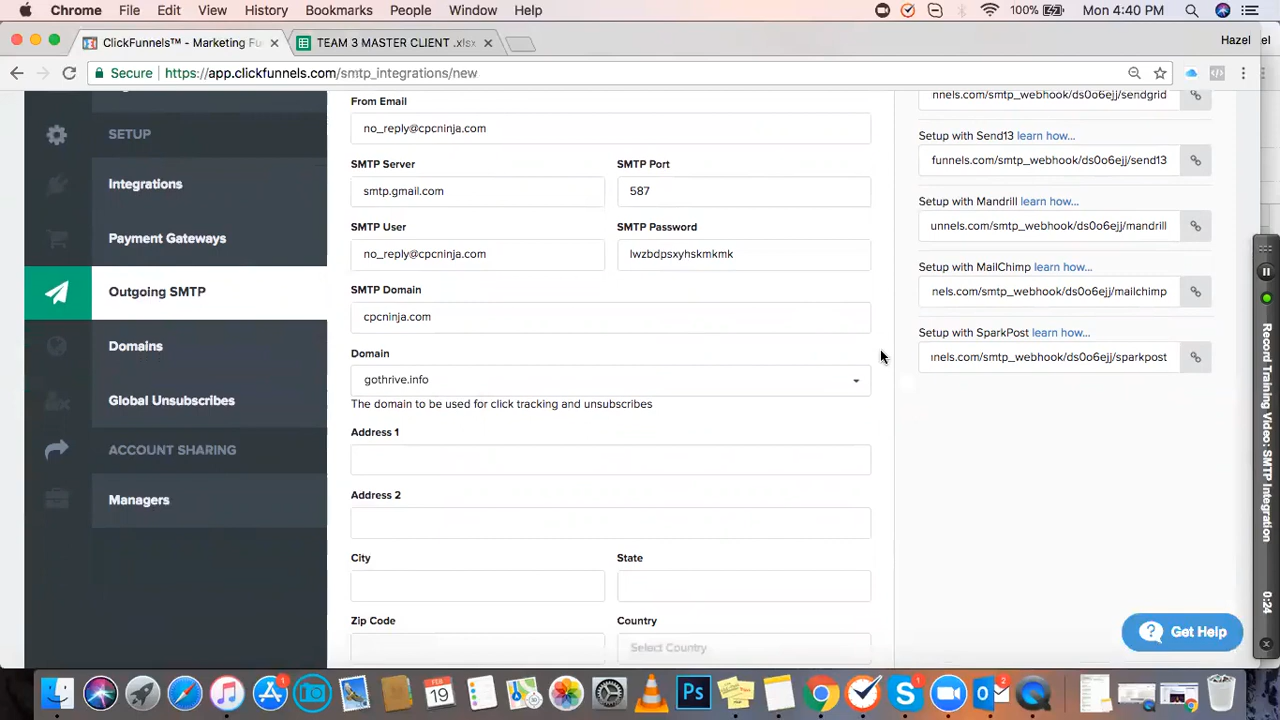 Chrome File Edit View History Bookmarks People Window Help 100% Mon 4:40 PM
ClickFunnels™ - Marketing Fu × TEAM 3 MASTER CLIENT .xlsx × Hazel el
Secure https://app.clickfunnels.com/smtp_integrations/new
From Email
nnels.com/smtp_webhook/ds0o6ejj/sendgrid
SETUP
no_reply@cpcninja.com
Setup with Send13 learn how...
SMTP Server SMTP Port
funnels.com/smtp_webhook/ds0o6ejj/send13
Integrations
smtp.gmail.com 587
Setup with Mandrill learn how...
SMTP User SMTP Password
unnels.com/smtp_webhook/ds0o6ejj/mandrill
Payment Gateways
no_reply@cpcninja.com lwzbdpsxyhskmkmk
Setup with MailChimp learn how...
SMTP Domain
Outgoing SMTP
nels.com/smtp_webhook/ds0o6ejj/mailchimp
cpcninja.com
Setup with SparkPost learn how...
Domains
Domain
nnels.com/smtp_webhook/ds0o6ejj/sparkpost
gothrive.info
Global Unsubscribes
The domain to be used for click tracking and unsubscribes
Address 1
ACCOUNT SHARING
Managers
Address 2
City State
Zip Code Country
Select Country
? Get Help
Record Training Video: SMTP Integration
0:24
FEB
19
1
1
1
2